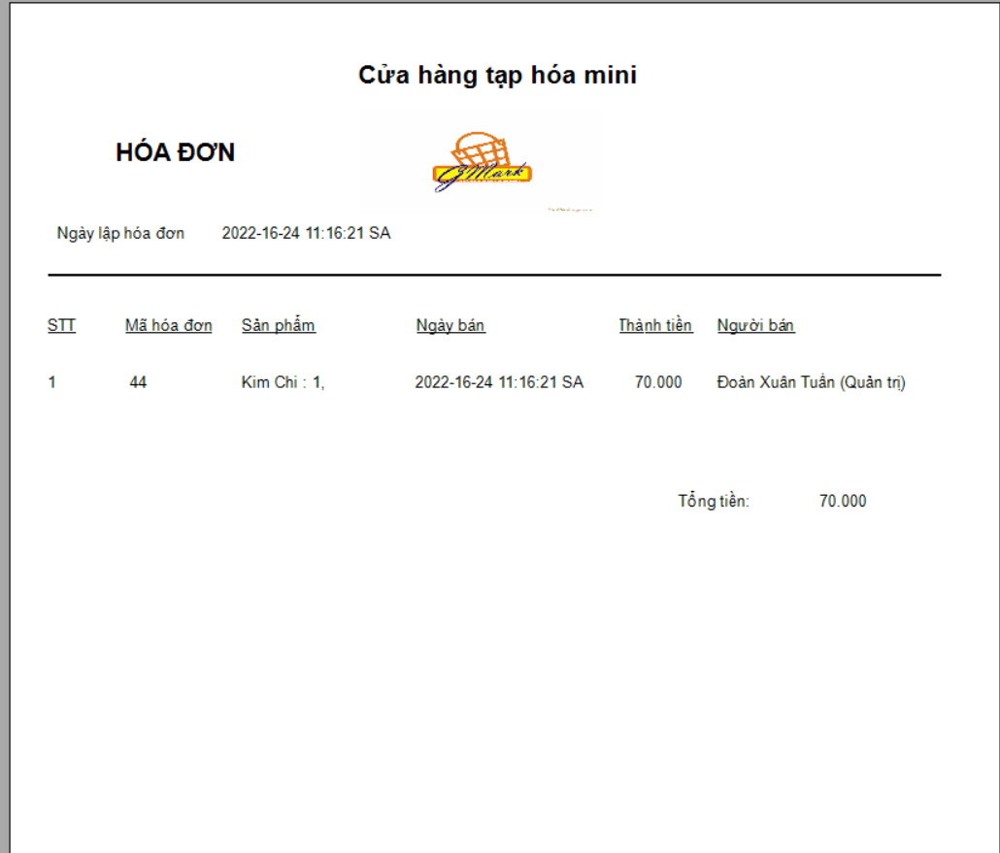 Cửa hàng tạp hóa mini
HÓA ĐƠN
GMark
Ngày lập hóa đơn 2022-16-24 11:16:21 SA
STT Mã hóa đơn Sản phẩm Ngày bán Thành tiền Người bán
1 44 Kim Chi : 1, 2022-16-24 11:16:21 SA 70.000 Đoàn Xuân Tuấn (Quản trị)
Tổng tiền: 70.000